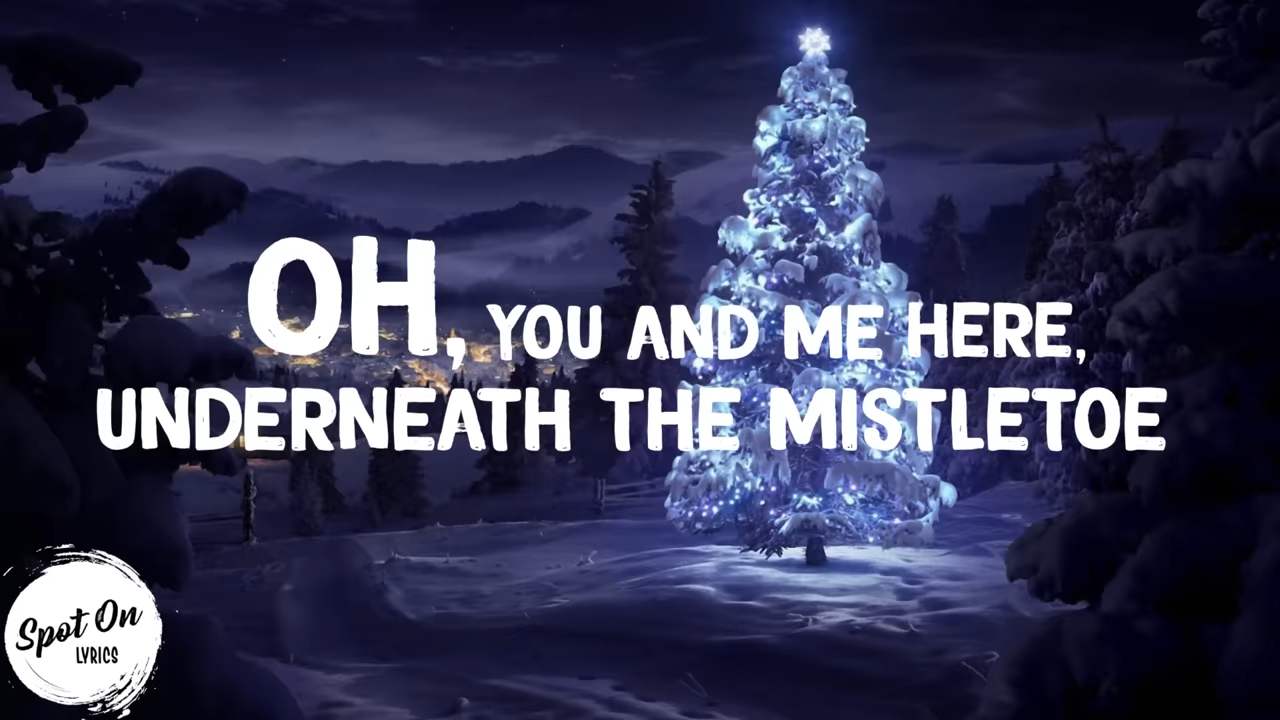 OH, YOU AND ME HERE,
UNDERNEATH THE MISTLETOE
Spot On
LYRICS